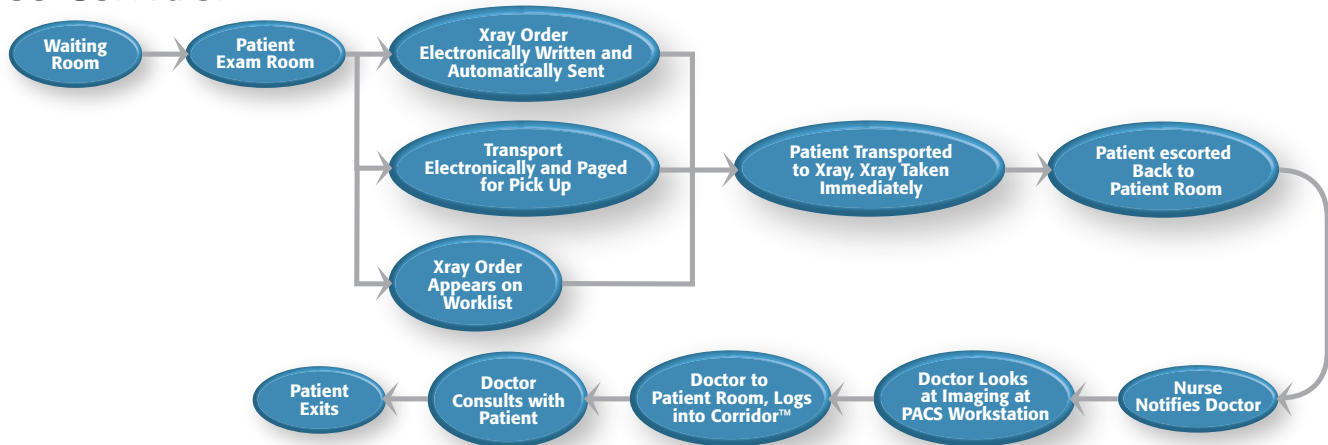 Waiting
Room
Patient
Exam Room
Xray Order
Electronically Written and
Automatically Sent
Transport
Electronically and Paged
for Pick Up
Xray Order
Appears on
Worklist
Patient Transported
to Xray, Xray Taken
Immediately
Patient escorted
Back to
Patient Room
Nurse
Notifies Doctor
Doctor Looks
at Imaging at
PACS Workstation
Doctor to
Patient Room, Logs
into Corridor™
Doctor
Consults with
Patient
Patient
Exits